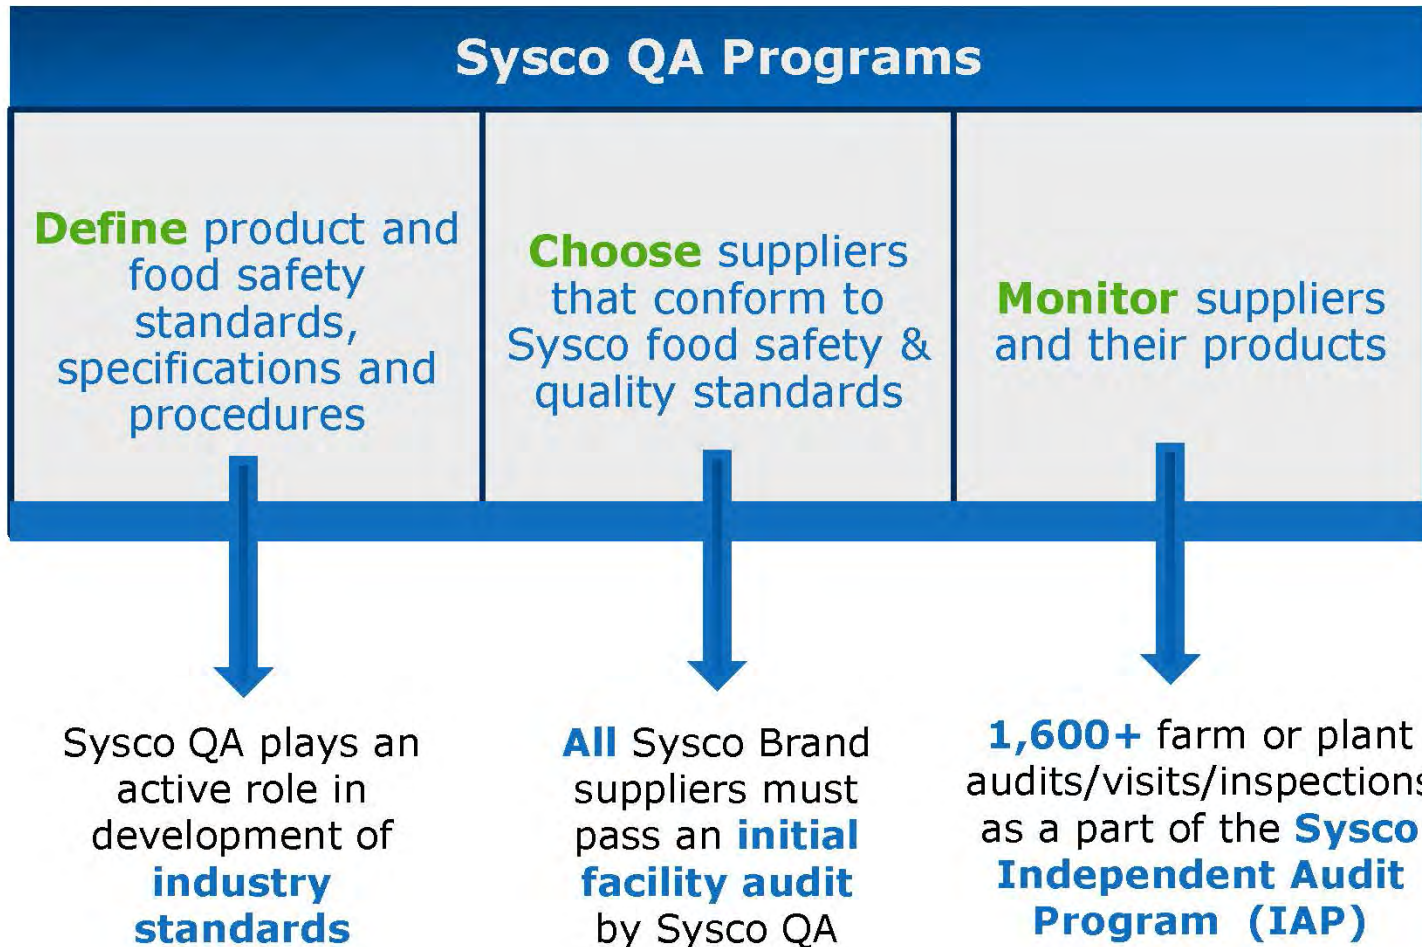 Sysco QA Programs
Define product and
food safety
standards,
specifications and
procedures
Choose suppliers
that conform to
Sysco food safety &
quality standards
Monitor suppliers
and their products
Sysco QA plays an
active role in
development of
industry
standards
All Sysco Brand
suppliers must
pass an initial
facility audit
by Sysco QA
1,600+ farm or plant
audits/visits/inspections
as a part of the Sysco
Independent Audit
Program (IAP)